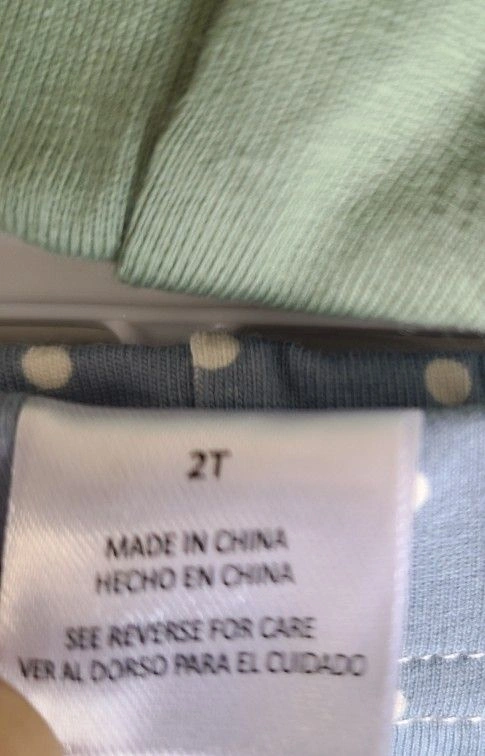 2T
MADE IN CHINA
HECHO EN CHINA
SEE REVERSE FOR CARE
VER AL DORSO PARA EL CUIDADO